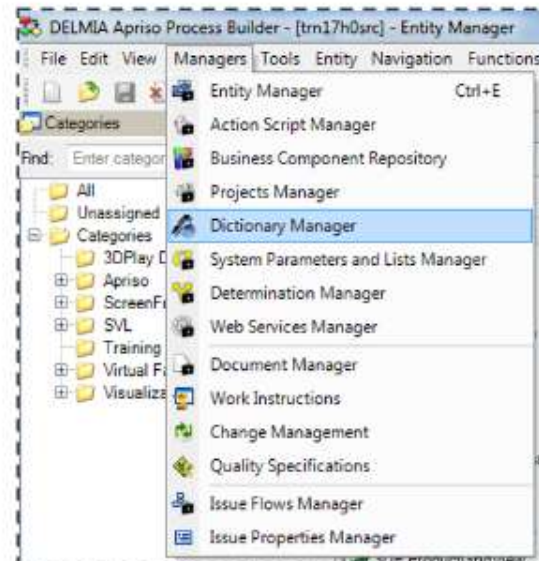 DELMIA Apriso Process Builder - [trn17h0src] - Entity Manager
File Edit View Managers Tools Entity Navigation Functions
Categories
Find: Enter categor
All
Unassigned
Categories
3DPlay D
Apriso
ScreenFr
SVL
Training
Virtual Fa
Visualiza
Entity Manager Ctrl+E
Action Script Manager
Business Component Repository
Projects Manager
Dictionary Manager
System Parameters and Lists Manager
Determination Manager
Web Services Manager
Document Manager
Work Instructions
Change Management
Quality Specifications
Issue Flows Manager
Issue Properties Manager